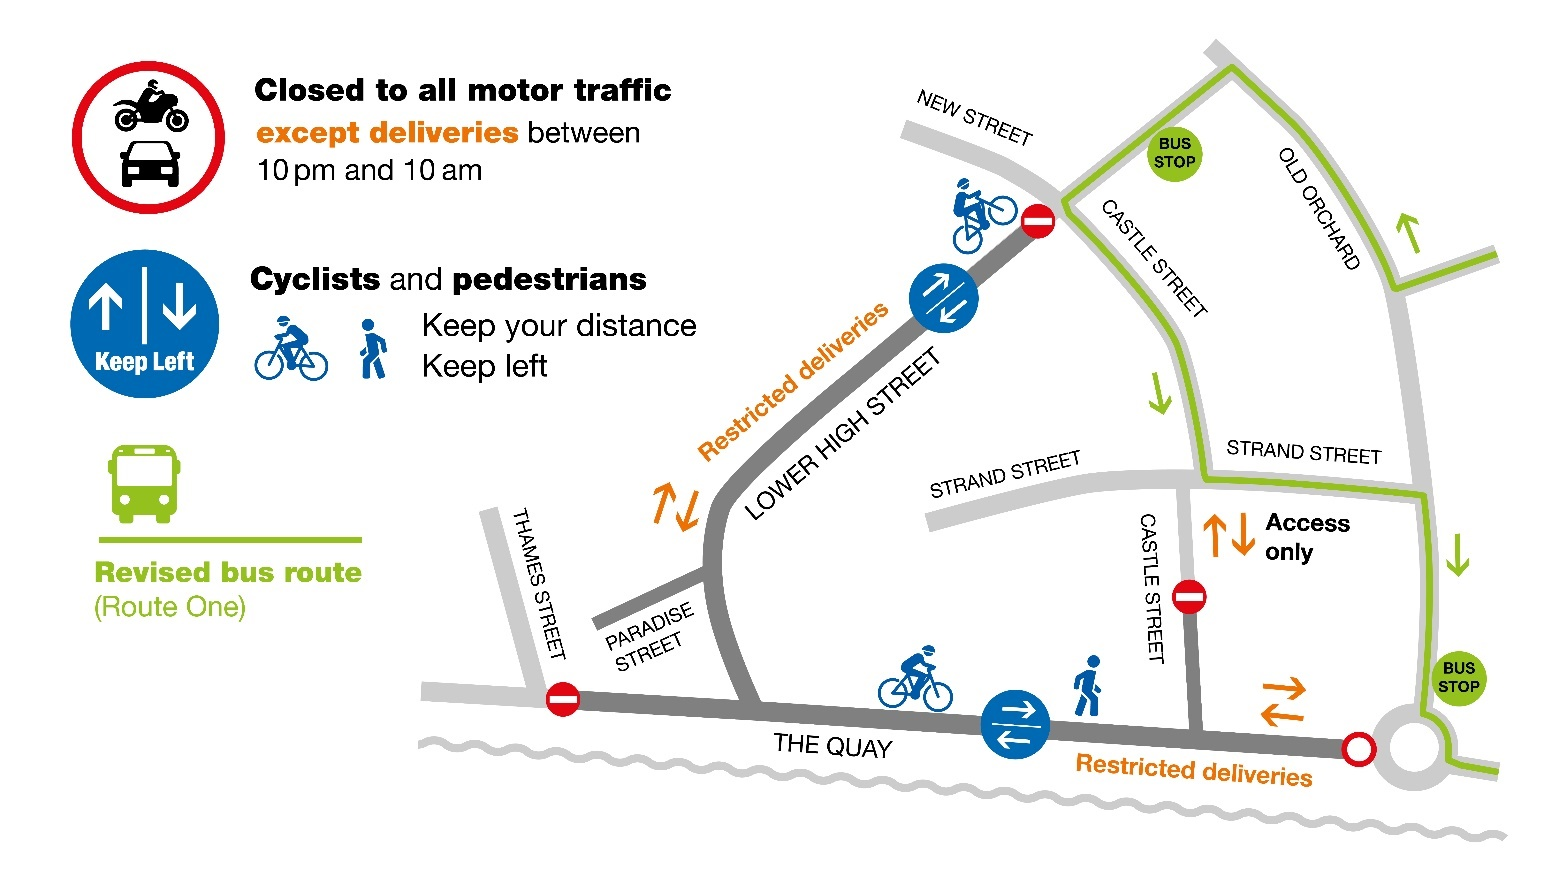 Closed to all motor traffic
except deliveries between
10 pm and 10 am
Keep Left
Cyclists and pedestrians
Keep your distance
Keep left
Revised bus route
(Route One)
NEW STREET
BUS
STOP
OLD ORCHARD
CASTLE STREET
Restricted deliveries
LOWER HIGH STREET
STRAND STREET
STRAND STREET
THAMES STREET
PARADISE
STREET
CASTLE STREET
Access
only
BUS
STOP
THE QUAY
Restricted deliveries